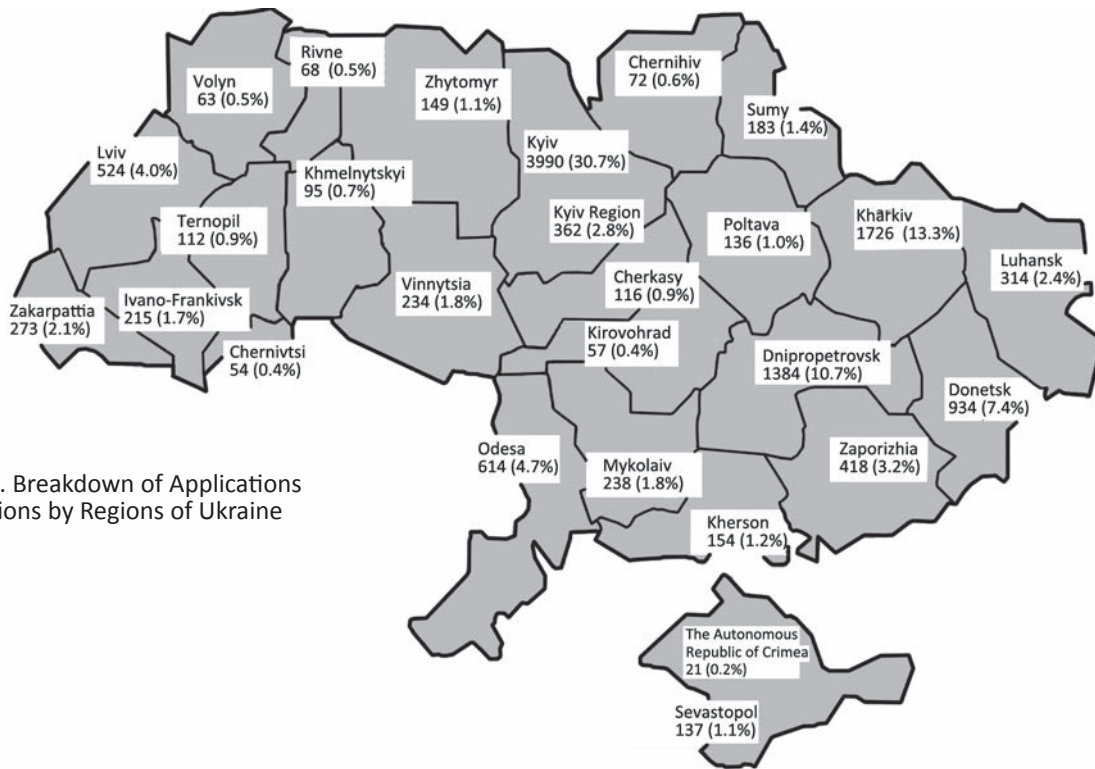 Rivne
68 (0.5%)
Chernihiv
72 (0.6%)
Volyn
63 (0.5%)
Zhytomyr
149 (1.1%)
Sumy
183 (1.4%)
Lviv
524 (4.0%)
Kyiv
3990 (30.7%)
Khmelnytskyi
95 (0.7%)
Ternopil
112 (0.9%)
Kyiv Region
362 (2.8%)
Poltava
136 (1.0%)
Kharkiv
1726 (13.3%)
Luhansk
314 (2.4%)
Zakarpattia
273 (2.1%)
Ivano-Frankivsk
215 (1.7%)
Vinnytsia
234 (1.8%)
Cherkasy
116 (0.9%)
Chernivtsi
54 (0.4%)
Kirovohrad
57 (0.4%)
Dnipropetrovsk
1384 (10.7%)
Donetsk
934 (7.4%)
Odesa
614 (4.7%)
Mykolaiv
238 (1.8%)
Zaporizhia
418 (3.2%)
. Breakdown of Applications
ions by Regions of Ukraine
Kherson
154 (1.2%)
The Autonomous
Republic of Crimea
21 (0.2%)
Sevastopol
137 (1.1%)